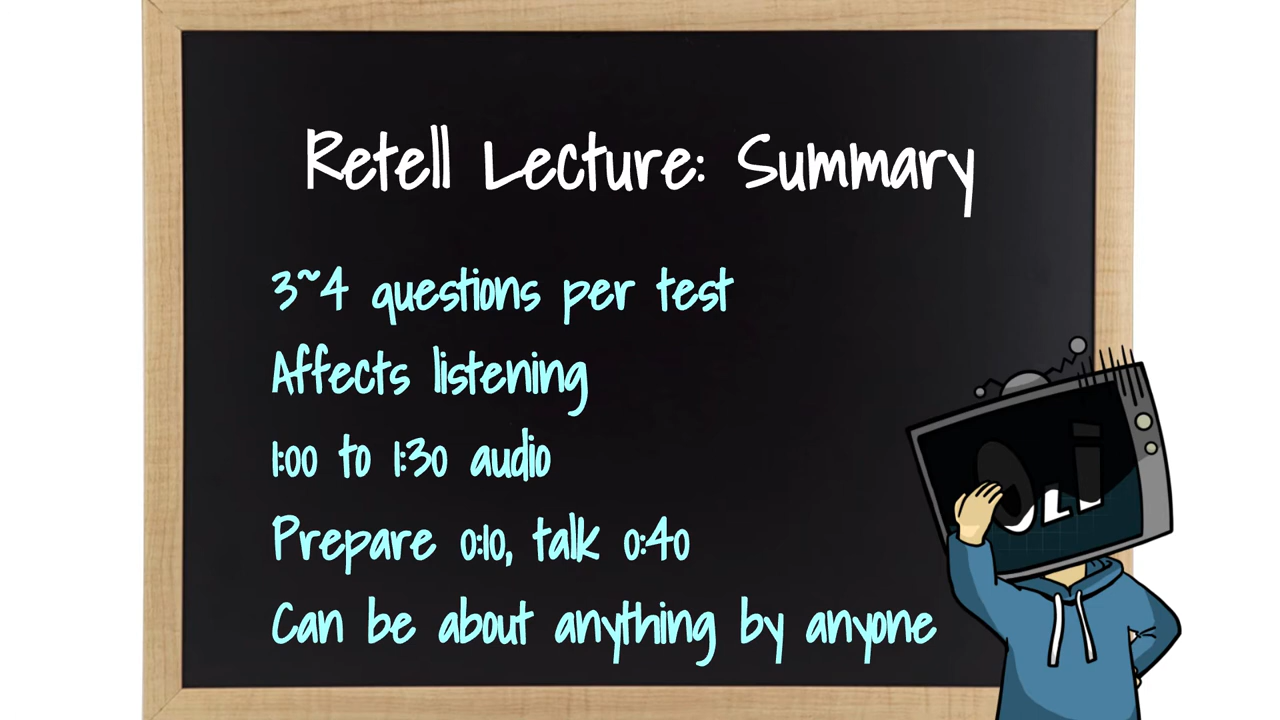 Retell Lecture: Summary
3~4 questions per test
Affects listening
1:00 to 1:30 audio
Prepare 0:10, talk 0:40
Can be about anything by anyone